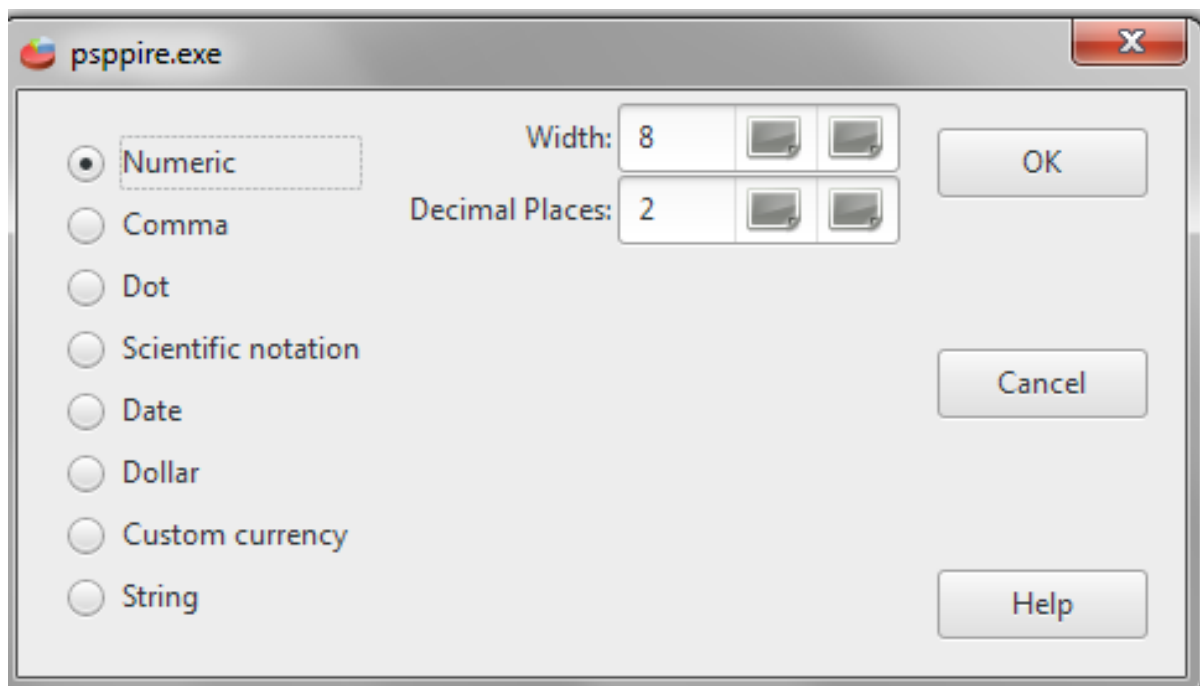 psppire.exe
Numeric
Comma
Dot
Scientific notation
Date
Dollar
Custom currency
String
Width: 8
Decimal Places: 2
OK
Cancel
Help